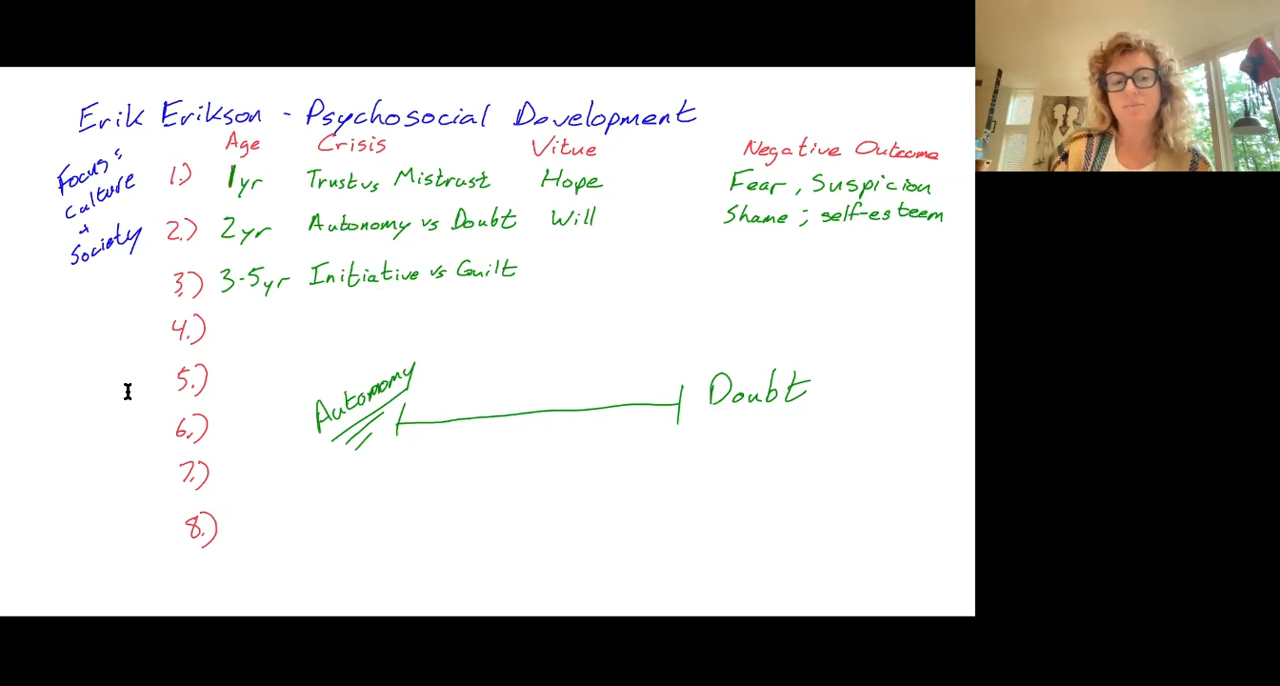 Erik Erikson - Psychosocial Development
Focus:
Culture
+
Society
Age Crisis Vitue Negative Outcome
1.) 1yr Trust vs Mistrust Hope Fear, Suspicion
2.) 2yr Autonomy vs Doubt Will Shame; self-esteem
3.) 3-5yr Initiative vs Guilt
4.)
5.)
6.)
7.)
8.)
Autonomy Doubt